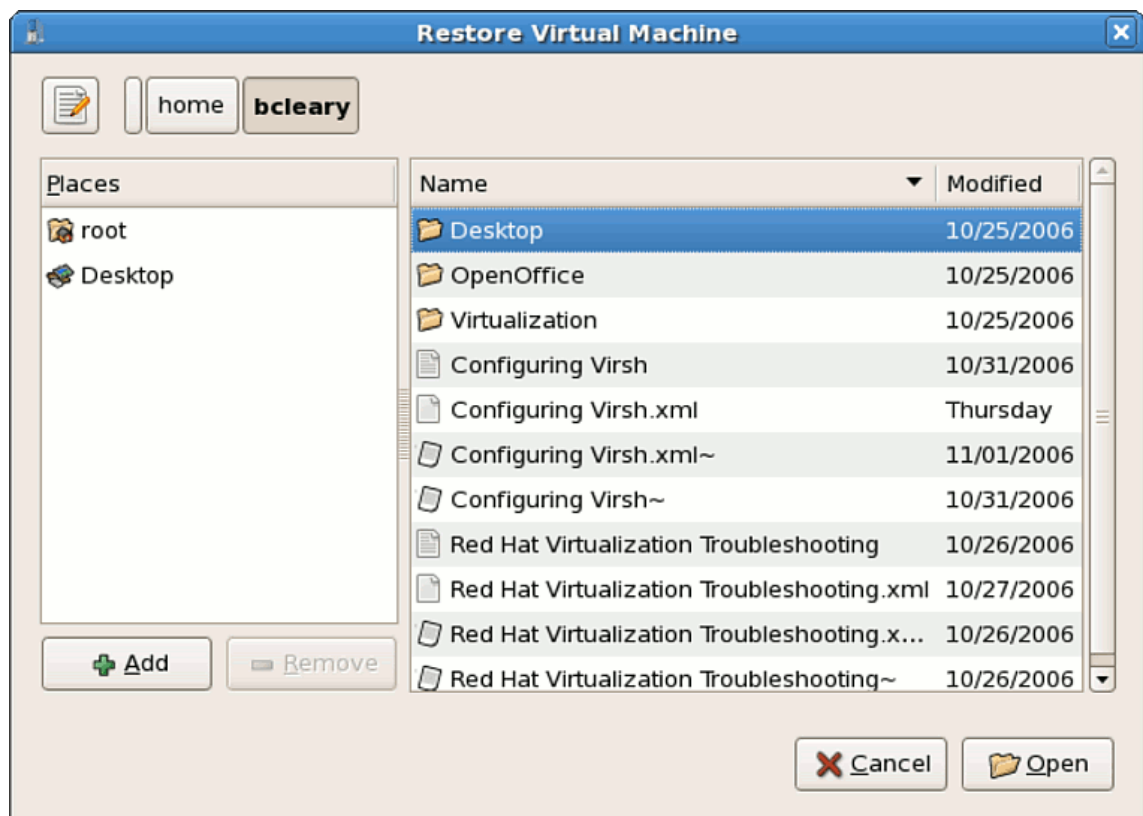 Restore Virtual Machine
home bcleary
Places
root
Desktop
Add Remove
Name Modified
Desktop 10/25/2006
OpenOffice 10/25/2006
Virtualization 10/25/2006
Configuring Virsh 10/31/2006
Configuring Virsh.xml Thursday
Configuring Virsh.xml~ 11/01/2006
Configuring Virsh~ 10/31/2006
Red Hat Virtualization Troubleshooting 10/26/2006
Red Hat Virtualization Troubleshooting.xml 10/27/2006
Red Hat Virtualization Troubleshooting.x... 10/26/2006
Red Hat Virtualization Troubleshooting~ 10/26/2006
Cancel Open